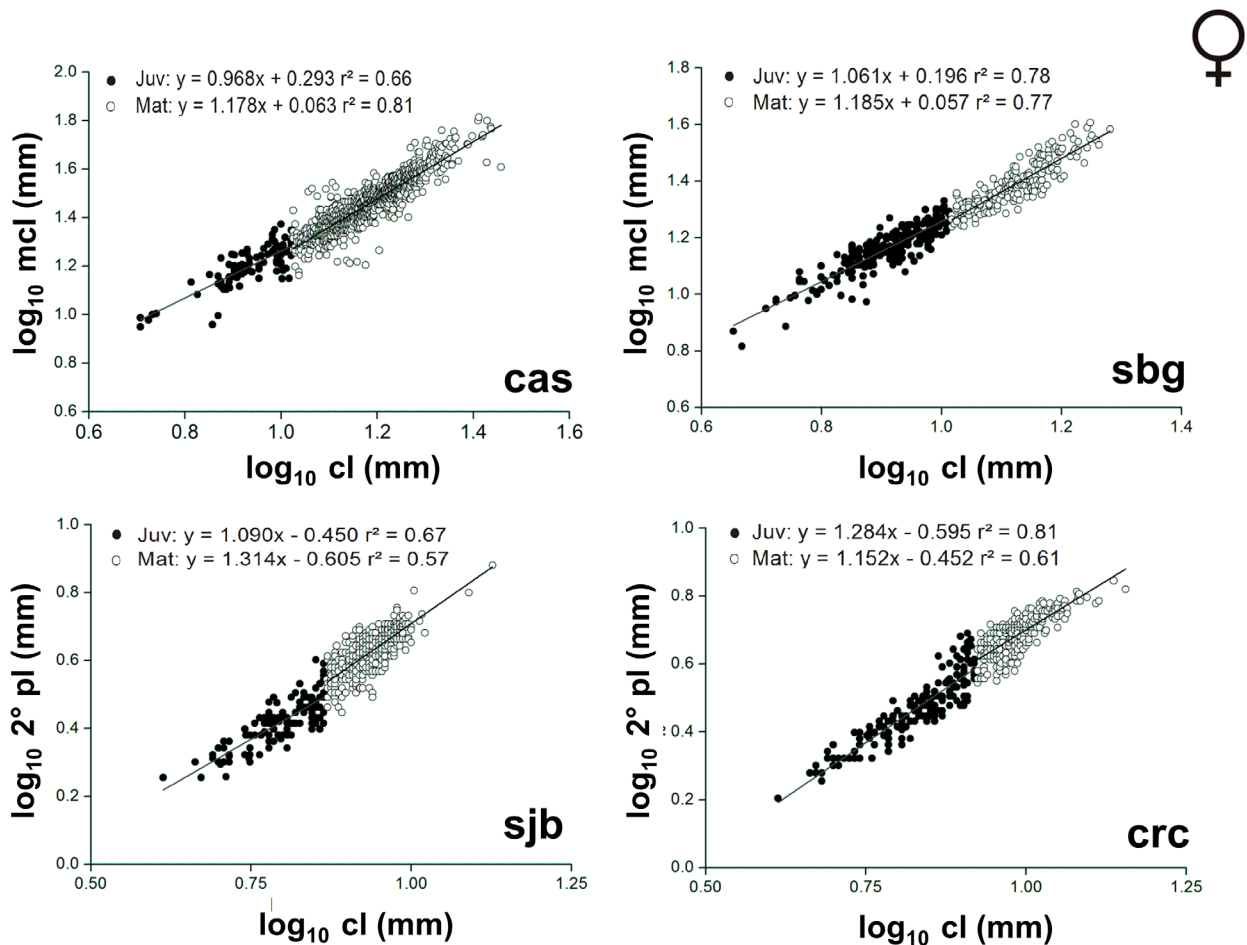 Juv: y = 0.968x + 0.293 r² = 0.66
Mat: y = 1.178x + 0.063 r² = 0.81
2.0
1.8
1.6
1.4
1.2
1.0
0.8
0.6
log₁₀ mcl (mm)
cas
0.6 0.8 1.0 1.2 1.4 1.6
log₁₀ cl (mm)
Juv: y = 1.061x + 0.196 r² = 0.78
Mat: y = 1.185x + 0.057 r² = 0.77
1.8
1.6
1.4
1.2
1.0
0.8
0.6
log₁₀ mcl (mm)
sbg
0.6 0.8 1.0 1.2 1.4
log₁₀ cl (mm)
Juv: y = 1.090x - 0.450 r² = 0.67
Mat: y = 1.314x - 0.605 r² = 0.57
1.0
0.8
0.6
0.4
0.2
0.0
log₁₀ 2° pl (mm)
sjb
0.50 0.75 1.00 1.25
log₁₀ cl (mm)
Juv: y = 1.284x - 0.595 r² = 0.81
Mat: y = 1.152x - 0.452 r² = 0.61
1.0
0.8
0.6
0.4
0.2
0.0
log₁₀ 2° pl (mm)
crc
0.50 0.75 1.00 1.25
log₁₀ cl (mm)